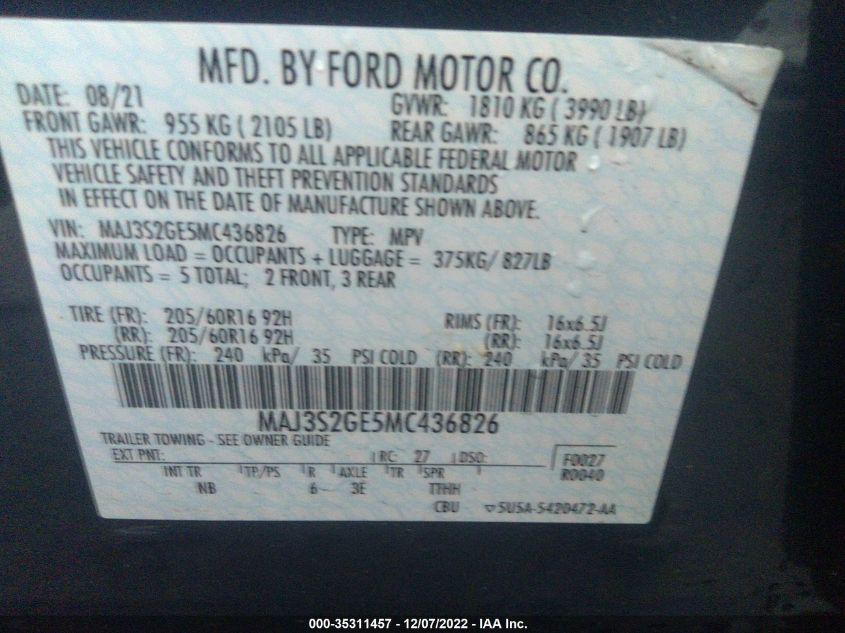 MFD. BY FORD MOTOR CO.
DATE: 08/21 GVWR: 1810 KG ( 3990 LB)
FRONT GAWR: 955 KG ( 2105 LB) REAR GAWR: 865 KG ( 1907 LB)
THIS VEHICLE CONFORMS TO ALL APPLICABLE FEDERAL MOTOR
VEHICLE SAFETY AND THEFT PREVENTION STANDARDS
IN EFFECT ON THE DATE OF MANUFACTURE SHOWN ABOVE.
VIN: MAJ3S2GE5MC436826 TYPE: MPV
MAXIMUM LOAD = OCCUPANTS + LUGGAGE = 375KG/ 827LB
OCCUPANTS = 5 TOTAL; 2 FRONT, 3 REAR
TIRE (FR): 205/60R16 92H RIMS (FR): 16x6.5J
(RR): 205/60R16 92H (RR): 16x6.5J
PRESSURE (FR): 240 kPa/ 35 PSI COLD (RR): 240 kPa/ 35 PSI COLD
MAJ3S2GE5MC436826
TRAILER TOWING - SEE OWNER GUIDE
EXT PNT: RC: 27 DSO: F0027
R0040
INT TR TP/PS R AXLE TR SPR
NB 6 3E TTHH
CBU 5U5A-5420472-AA
000-35311457 - 12/07/2022 - IAA Inc.